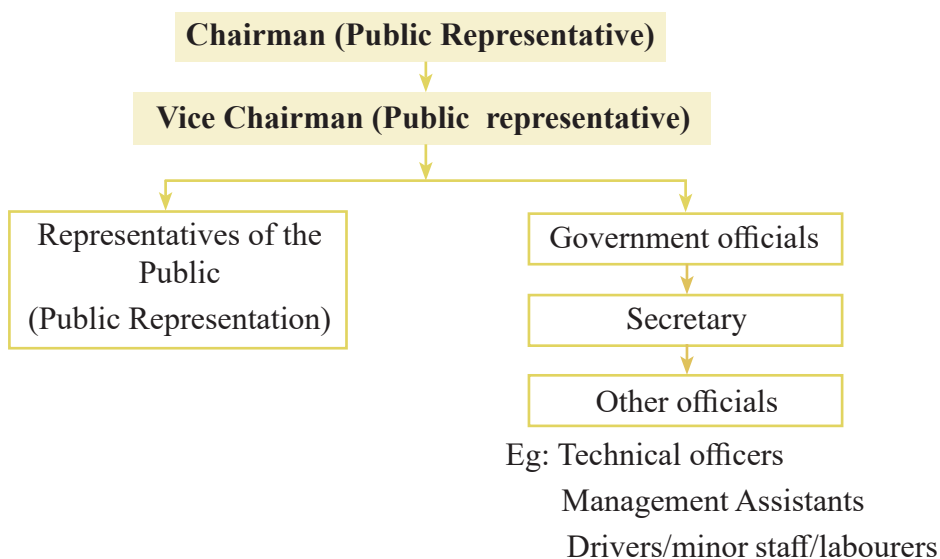 Chairman (Public Representative)
Vice Chairman (Public representative)
Representatives of the
Public
(Public Representation)
Government officials
Secretary
Other officials
Eg: Technical officers
Management Assistants
Drivers/minor staff/labourers